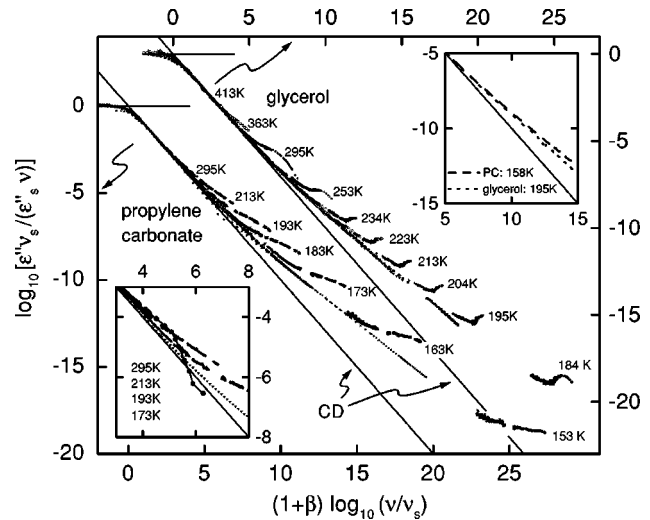 0 5 10 15 20 25
glycerol
413K
363K
295K
253K
234K
223K
213K
204K
195K
184 K
153 K
295K
213K
193K
183K
173K
163K
propylene
carbonate
CD
-5
-10
-15
5 10 15
PC: 158K
glycerol: 195K
4 6 8
-4
-6
-8
295K
213K
193K
173K
0
-5
-10
-15
-20
0
-5
-10
-15
-20
log₁₀ [ε''ν_s/(ε''_s ν)]
0 5 10 15 20 25
(1+β) log₁₀ (ν/ν_s)